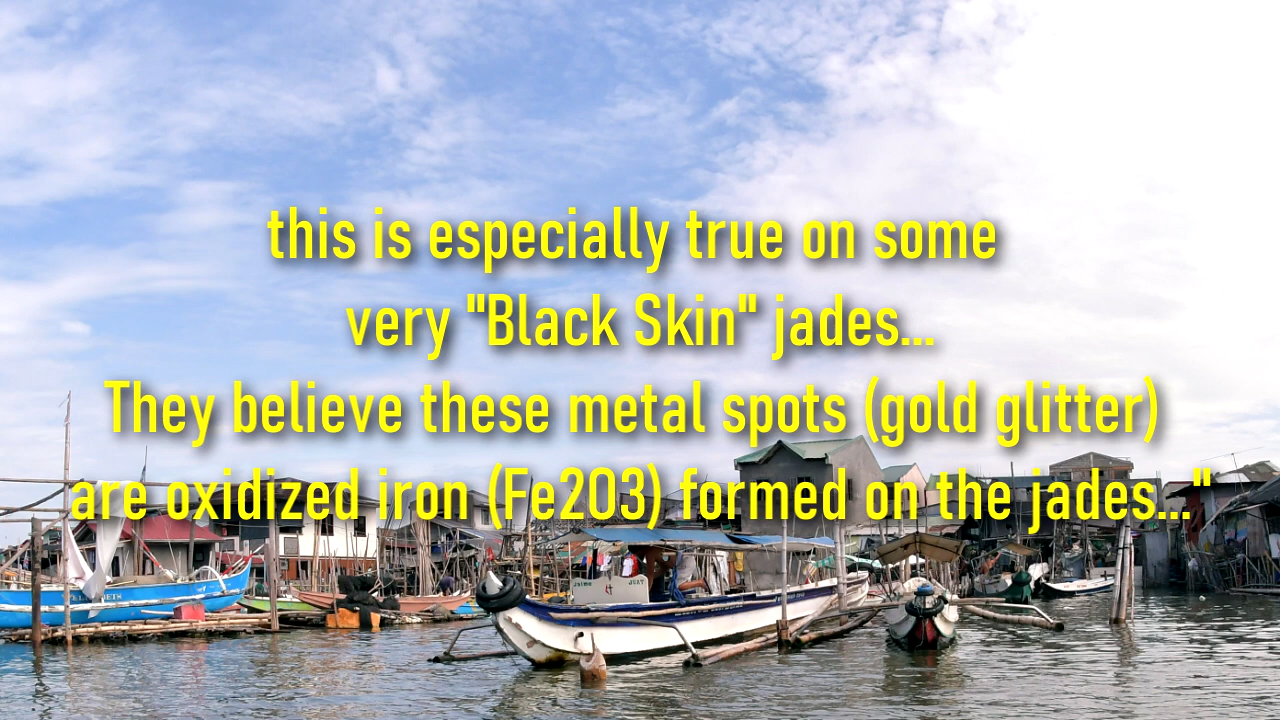 this is especially true on some
very "Black Skin" jades...
They believe these metal spots (gold glitter)
are oxidized iron (Fe2O3) formed on the jades..."